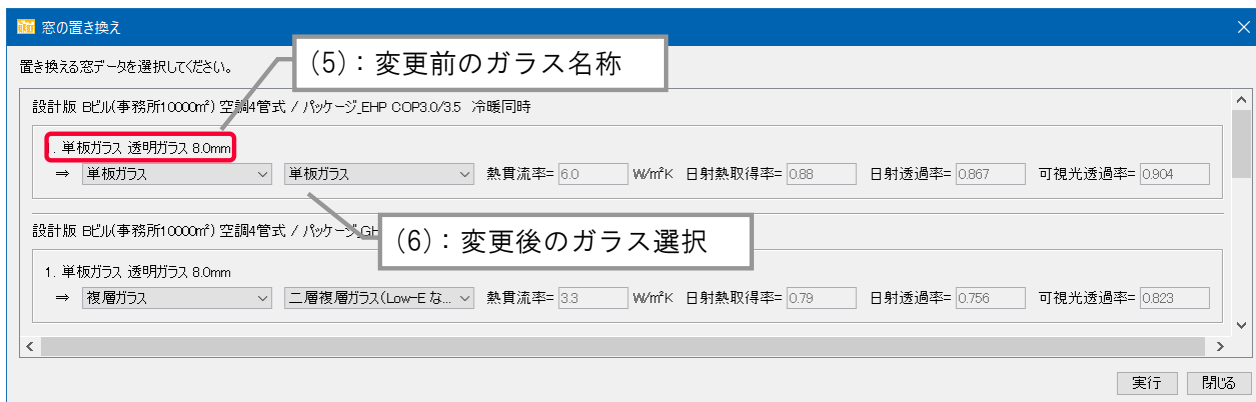 窓の置き換え
置き換える窓データを選択してください。
(5)：変更前のガラス名称
設計版 Bビル(事務所10000㎡) 空調4管式 / パッケージ_EHP COP3.0/3.5 冷暖同時
. 単板ガラス 透明ガラス 8.0mm
⇒ 単板ガラス 単板ガラス 熱貫流率= 6.0 W/㎡K 日射熱取得率= 0.88 日射透過率= 0.867 可視光透過率= 0.904
設計版 Bビル(事務所10000㎡) 空調4管式 / パッケージ_GH
(6)：変更後のガラス選択
1. 単板ガラス 透明ガラス 8.0mm
⇒ 複層ガラス 二層複層ガラス(Low-E な... 熱貫流率= 3.3 W/㎡K 日射熱取得率= 0.79 日射透過率= 0.756 可視光透過率= 0.823
実行 閉じる